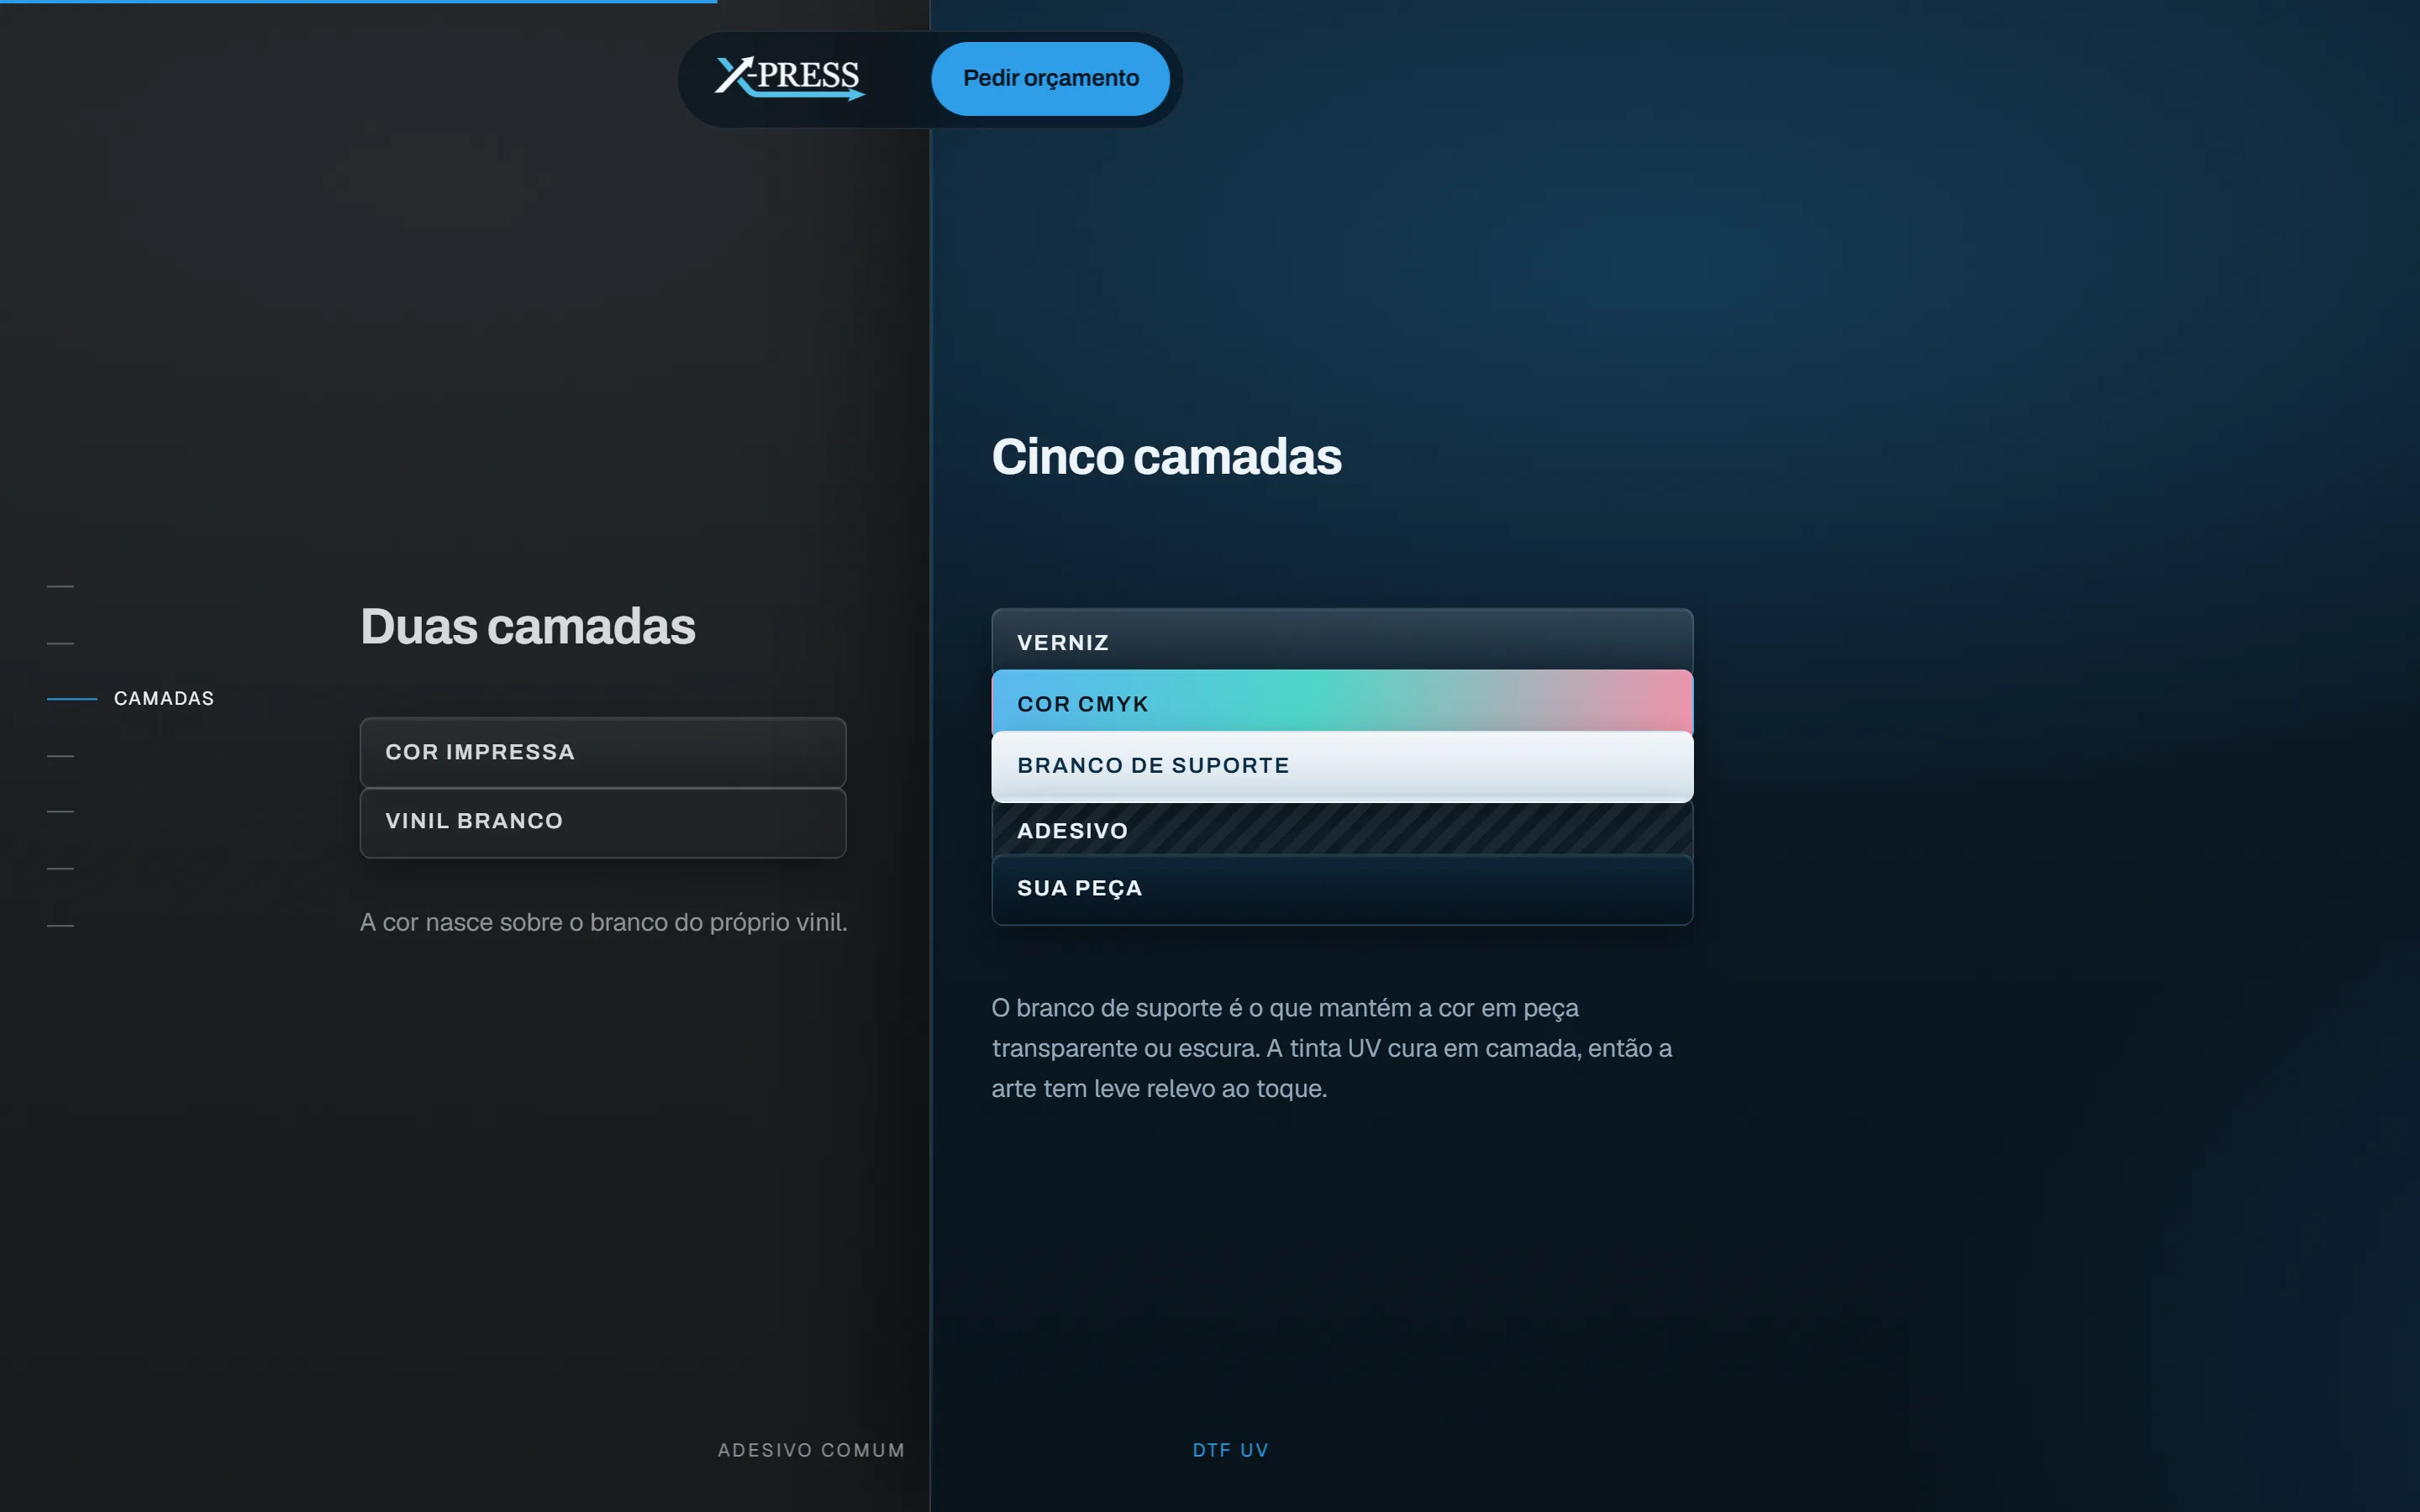 X-PRESS
Pedir orçamento
CAMADAS
Duas camadas
COR IMPRESSA
VINIL BRANCO
A cor nasce sobre o branco do próprio vinil.
Cinco camadas
VERNIZ
COR CMYK
BRANCO DE SUPORTE
ADESIVO
SUA PEÇA
O branco de suporte é o que mantém a cor em peça
transparente ou escura. A tinta UV cura em camada, então a
arte tem leve relevo ao toque.
ADESIVO COMUM
DTF UV